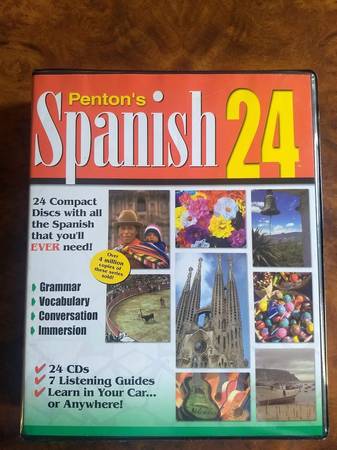 Penton's
Spanish 24
24 Compact
Discs with all
the Spanish
that you'll
EVER need!
Over
4 million
copies of
these series
sold!
Grammar
Vocabulary
Conversation
Immersion
24 CDs
7 Listening Guides
Learn in Your Car...
or Anywhere!